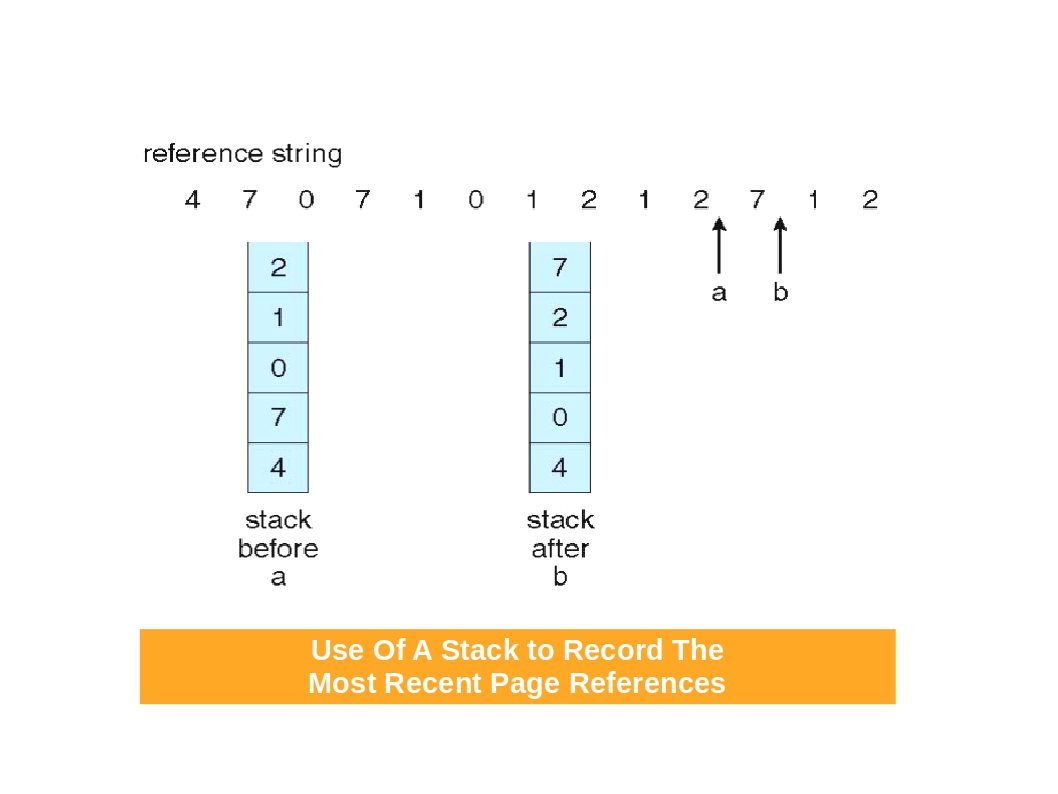 reference string
4 7 0 7 1 0 1 2 1 2 7 1 2
a b
2
1
0
7
4
stack
before
a
7
2
1
0
4
stack
after
b
Use Of A Stack to Record The
Most Recent Page References